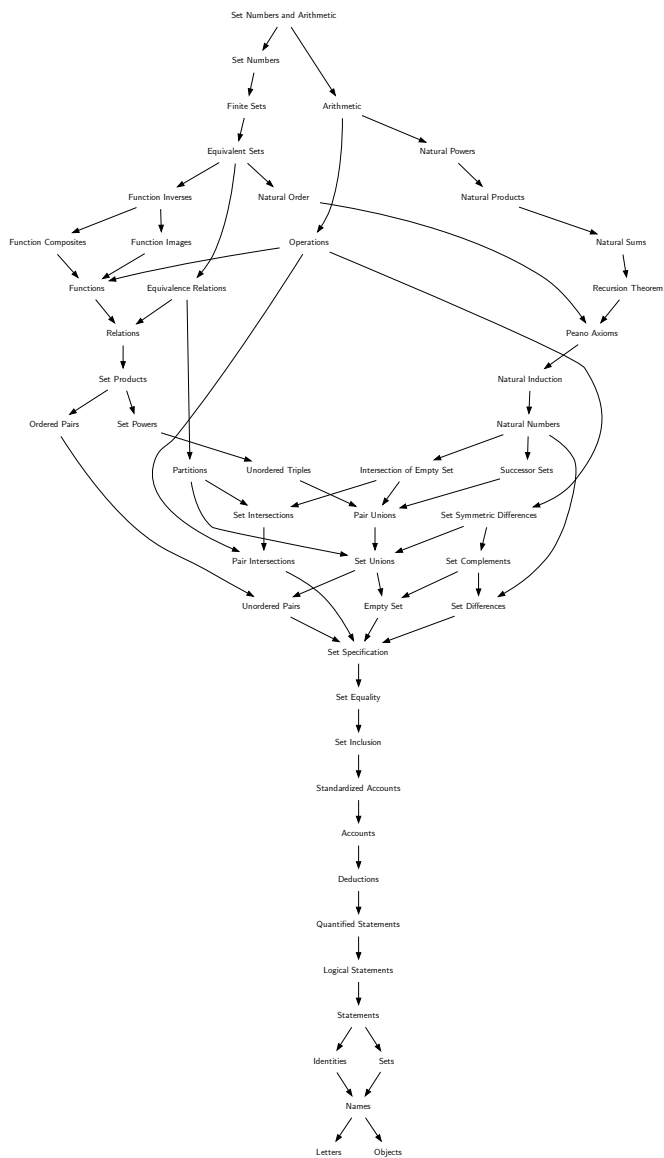 Set Numbers and Arithmetic
Set Numbers
Finite Sets
Arithmetic
Equivalent Sets
Natural Powers
Function Inverses
Natural Order
Natural Products
Function Composites
Function Images
Operations
Natural Sums
Functions
Equivalence Relations
Recursion Theorem
Relations
Peano Axioms
Set Products
Natural Induction
Ordered Pairs
Set Powers
Natural Numbers
Partitions
Unordered Triples
Intersection of Empty Set
Successor Sets
Set Intersections
Pair Unions
Set Symmetric Differences
Pair Intersections
Set Unions
Set Complements
Unordered Pairs
Empty Set
Set Differences
Set Specification
Set Equality
Set Inclusion
Standardized Accounts
Accounts
Deductions
Quantified Statements
Logical Statements
Statements
Identities
Sets
Names
Letters
Objects